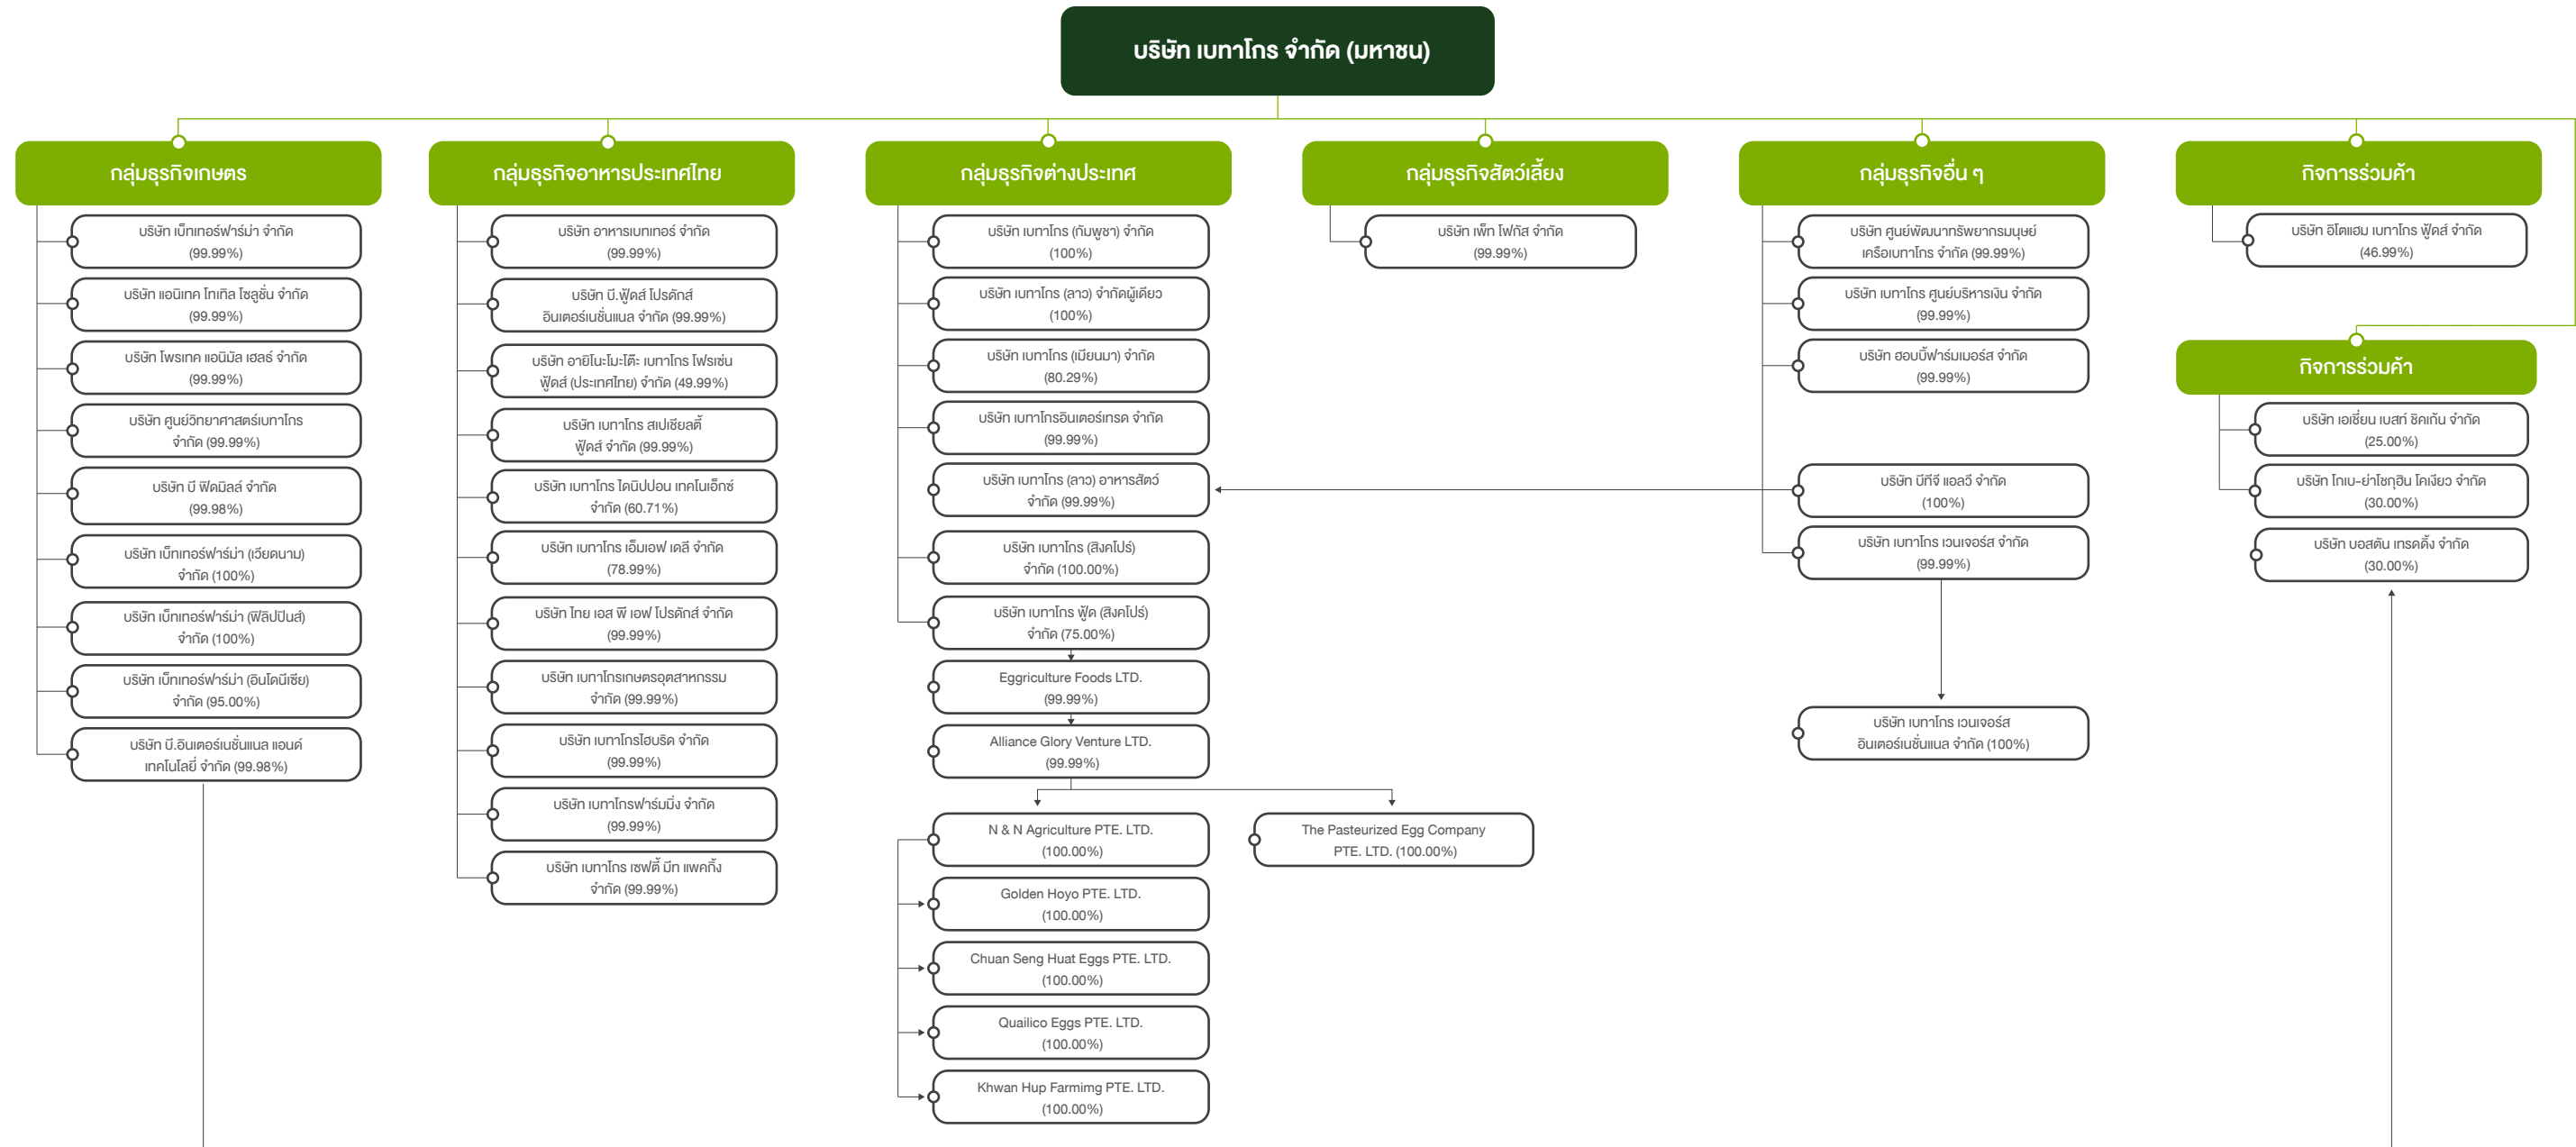 บริษัท เบทาโกร จำกัด (มหาชน)
กลุ่มธุรกิจเกษตร
บริษัท เบ็ทเทอร์ฟาร์ม่า จำกัด
(99.99%)
บริษัท แอนิเทค โทเทิล โซลูชั่น จำกัด
(99.99%)
บริษัท โพรเทค แอนิมัล เฮลธ์ จำกัด
(99.99%)
บริษัท ศูนย์วิทยาศาสตร์เบทาโกร
จำกัด (99.99%)
บริษัท บี ฟีดมิลล์ จำกัด
(99.98%)
บริษัท เบ็ทเทอร์ฟาร์ม่า (เวียดนาม)
จำกัด (100%)
บริษัท เบ็ทเทอร์ฟาร์ม่า (ฟิลิปปินส์)
จำกัด (100%)
บริษัท เบ็ทเทอร์ฟาร์ม่า (อินโดนีเซีย)
จำกัด (95.00%)
บริษัท บี.อินเตอร์เนชั่นแนล แอนด์
เทคโนโลยี่ จำกัด (99.98%)
กลุ่มธุรกิจอาหารประเทศไทย
บริษัท อาหารเบทเทอร์ จำกัด
(99.99%)
บริษัท บี.ฟู้ดส์ โปรดักส์
อินเตอร์เนชั่นแนล จำกัด (99.99%)
บริษัท อายิโนะโมะโต๊ะ เบทาโกร โฟรเซ่น
ฟู้ดส์ (ประเทศไทย) จำกัด (49.99%)
บริษัท เบทาโกร สเปเชียลตี้
ฟู้ดส์ จำกัด (99.99%)
บริษัท เบทาโกร ไดนิปปอน เทคโนเอ็กซ์
จำกัด (60.71%)
บริษัท เบทาโกร เอ็มเอฟ เดลี จำกัด
(78.99%)
บริษัท ไทย เอส พี เอฟ โปรดักส์ จำกัด
(99.99%)
บริษัท เบทาโกรเกษตรอุตสาหกรรม
จำกัด (99.99%)
บริษัท เบทาโกรไฮบริด จำกัด
(99.99%)
บริษัท เบทาโกรฟาร์มมิ่ง จำกัด
(99.99%)
บริษัท เบทาโกร เซฟตี้ มีท แพคกิ้ง
จำกัด (99.99%)
กลุ่มธุรกิจต่างประเทศ
บริษัท เบทาโกร (กัมพูชา) จำกัด
(100%)
บริษัท เบทาโกร (ลาว) จำกัดผู้เดียว
(100%)
บริษัท เบทาโกร (เมียนมา) จำกัด
(80.29%)
บริษัท เบทาโกรอินเตอร์เทรด จำกัด
(99.99%)
บริษัท เบทาโกร (ลาว) อาหารสัตว์
จำกัด (99.99%)
บริษัท เบทาโกร (สิงคโปร์)
จำกัด (100.00%)
บริษัท เบทาโกร ฟู้ด (สิงคโปร์)
จำกัด (75.00%)
Eggriculture Foods LTD.
(99.99%)
Alliance Glory Venture LTD.
(99.99%)
N & N Agriculture PTE. LTD.
(100.00%)
The Pasteurized Egg Company
PTE. LTD. (100.00%)
Golden Hoyo PTE. LTD.
(100.00%)
Chuan Seng Huat Eggs PTE. LTD.
(100.00%)
Quailico Eggs PTE. LTD.
(100.00%)
Khwan Hup Farmimg PTE. LTD.
(100.00%)
กลุ่มธุรกิจสัตว์เลี้ยง
บริษัท เพ็ท โฟกัส จำกัด
(99.99%)
กลุ่มธุรกิจอื่น ๆ
บริษัท ศูนย์พัฒนาทรัพยากรมนุษย์
เครือเบทาโกร จำกัด (99.99%)
บริษัท เบทาโกร ศูนย์บริหารเงิน จำกัด
(99.99%)
บริษัท ฮอบบี้ฟาร์มเมอร์ส จำกัด
(99.99%)
บริษัท บีทีจี แอลวี จำกัด
(100%)
บริษัท เบทาโกร เวนเจอร์ส จำกัด
(99.99%)
บริษัท เบทาโกร เวนเจอร์ส
อินเตอร์เนชั่นแนล จำกัด (100%)
กิจการร่วมค้า
บริษัท อิโตแฮม เบทาโกร ฟู้ดส์ จำกัด
(46.99%)
กิจการร่วมค้า
บริษัท เอเชี่ยน เบสท์ ชิคเก้น จำกัด
(25.00%)
บริษัท โกเบ-ย่าโชกุฮิน โคเงียว จำกัด
(30.00%)
บริษัท บอสตัน เทรดดิ้ง จำกัด
(30.00%)